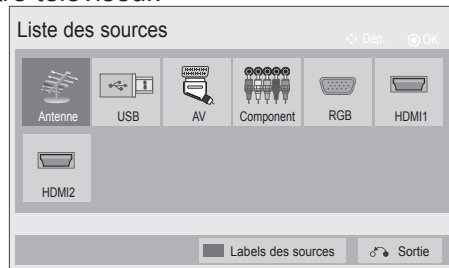 Liste des sources
Dép OK
Antenne USB AV Component RGB HDMI1
HDMI2
Labels des sources Sortie